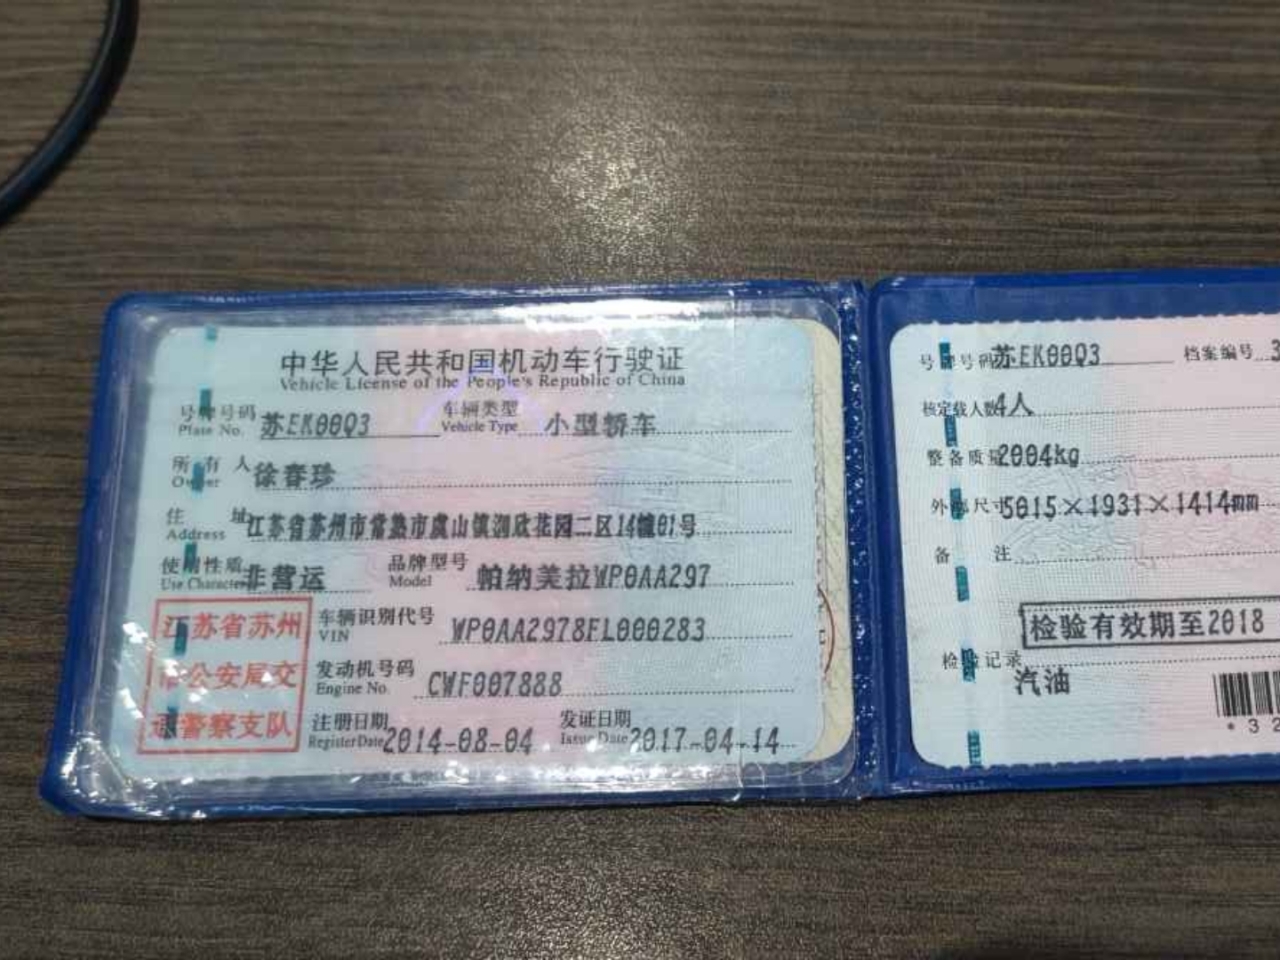 中华人民共和国机动车行驶证
Vehicle License of the People's Republic of China
号牌号码 苏EK00Q3 车辆类型 小型轿车
Plate No. Vehicle Type
所有人 徐春珍
Owner
住址 江苏省苏州市常熟市虞山镇 花园二区14幢01号
Address
使用性质 非营运 品牌型号 帕纳美拉WP0AA297
Use Character Model
车辆识别代号 WP0AA2978FL000283
VIN
发动机号码 CWF007888
Engine No.
注册日期 2014-08-04 发证日期 2017-04-14
Register Date Issue Date
江苏省苏州
市公安局交
通警察支队
号牌号码 苏EK00Q3 档案编号 3
核定载人数 4人
整备质量 2004kg
外廓尺寸 5015×1931×1414mm
备注
检验有效期至2018
检验记录
汽油
*32